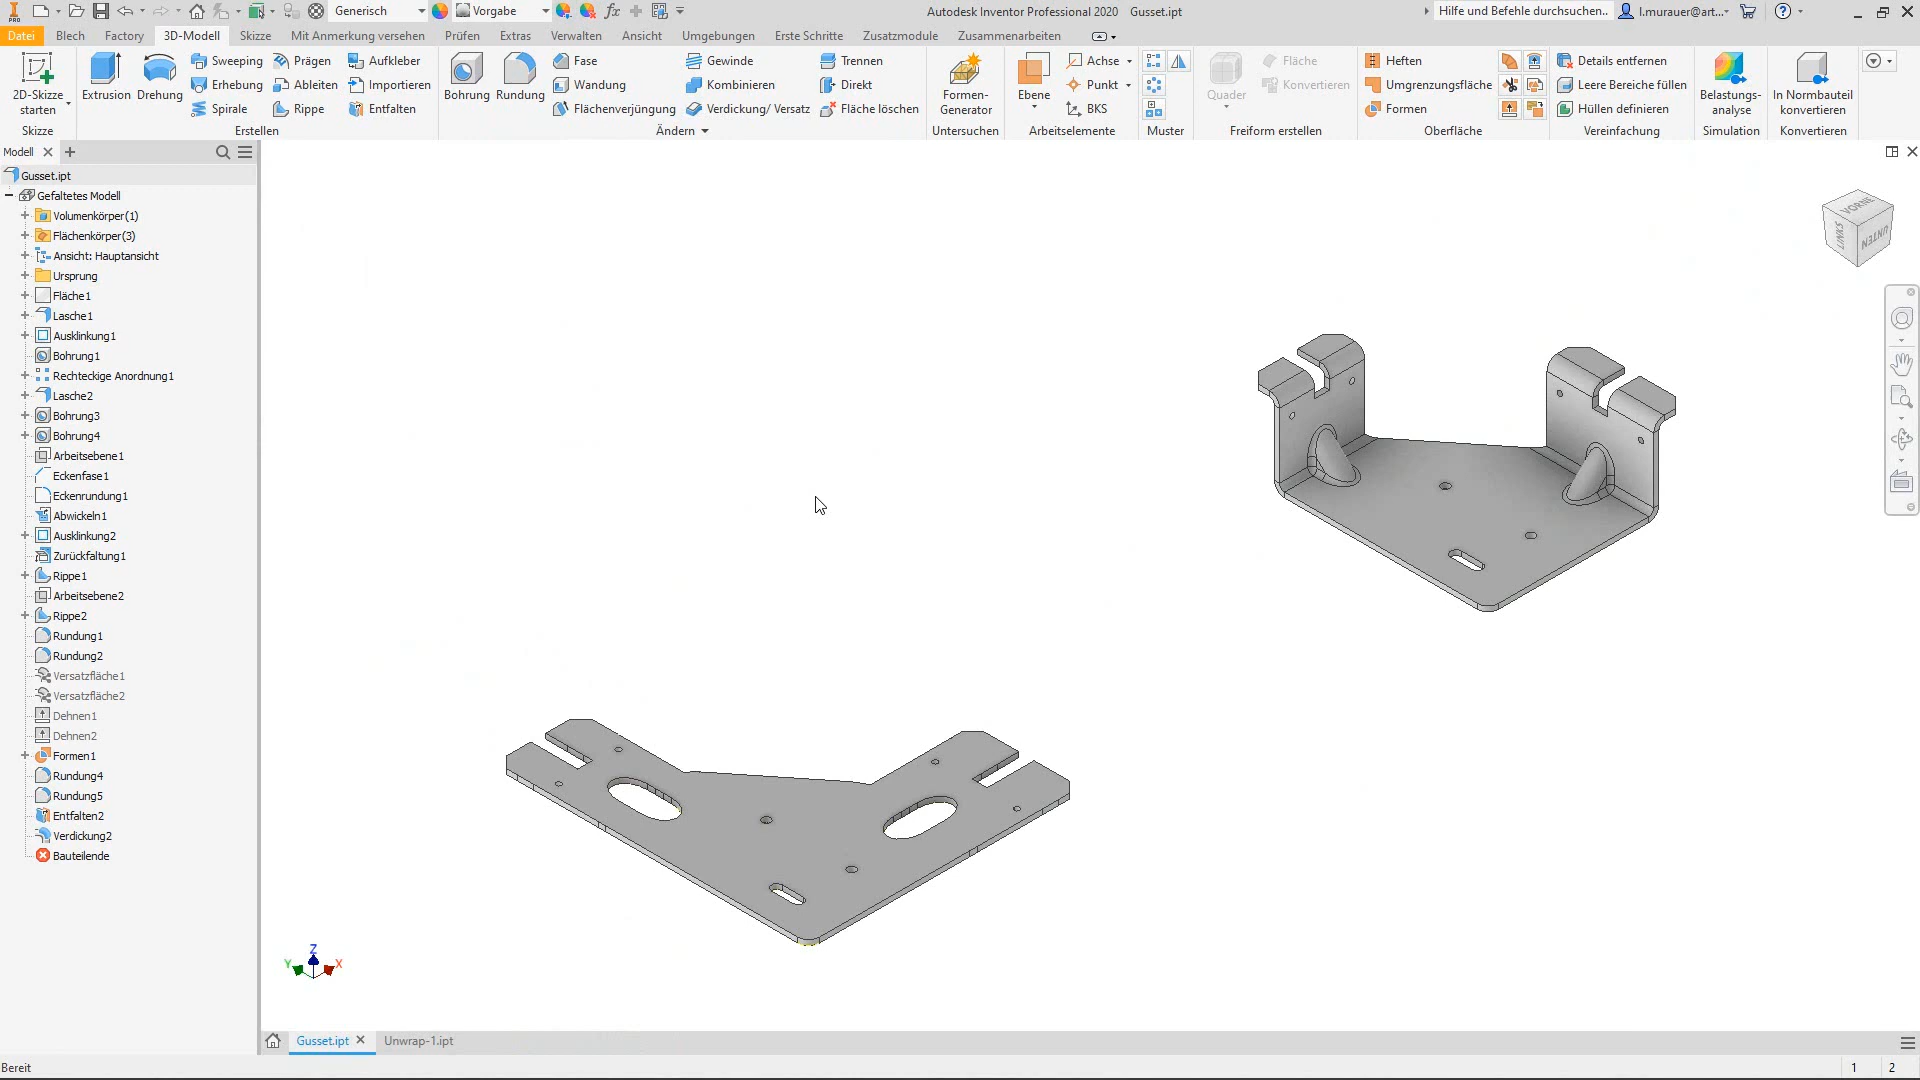 Generisch Vorgabe Autodesk Inventor Professional 2020 Gusset.ipt Hilfe und Befehle durchsuchen.. l.murauer@art...
PRO
Datei Blech Factory 3D-Modell Skizze Mit Anmerkung versehen Prüfen Extras Verwalten Ansicht Umgebungen Erste Schritte Zusatzmodule Zusammenarbeiten
2D-Skizze starten
Skizze
Extrusion Drehung
Sweeping Prägen Aufkleber
Erhebung Ableiten Importieren
Spirale Rippe Entfalten
Erstellen
Bohrung Rundung
Fase Gewinde Trennen
Wandung Kombinieren Direkt
Flächenverjüngung Verdickung/ Versatz Fläche löschen
Ändern
Formen-
Generator
Untersuchen
Ebene
Achse
Punkt
BKS
Arbeitselemente
Muster
Quader
Fläche
Konvertieren
Freiform erstellen
Heften
Umgrenzungsfläche
Formen
Oberfläche
Details entfernen
Leere Bereiche füllen
Hüllen definieren
Vereinfachung
Belastungs-
analyse
Simulation
In Normbauteil
konvertieren
Konvertieren
Modell
Gusset.ipt
Gefaltetes Modell
Volumenkörper(1)
Flächenkörper(3)
Ansicht: Hauptansicht
Ursprung
Fläche1
Lasche1
Ausklinkung1
Bohrung1
Rechteckige Anordnung1
Lasche2
Bohrung3
Bohrung4
Arbeitsebene1
Eckenfase1
Eckenrundung1
Abwickeln1
Ausklinkung2
Zurückfaltung1
Rippe1
Arbeitsebene2
Rippe2
Rundung1
Rundung2
Versatzfläche1
Versatzfläche2
Dehnen1
Dehnen2
Formen1
Rundung4
Rundung5
Entfalten2
Verdickung2
Bauteilende
VORNE
LINKS
UNTEN
Z
Y X
Gusset.ipt Unwrap-1.ipt
Bereit 1 2